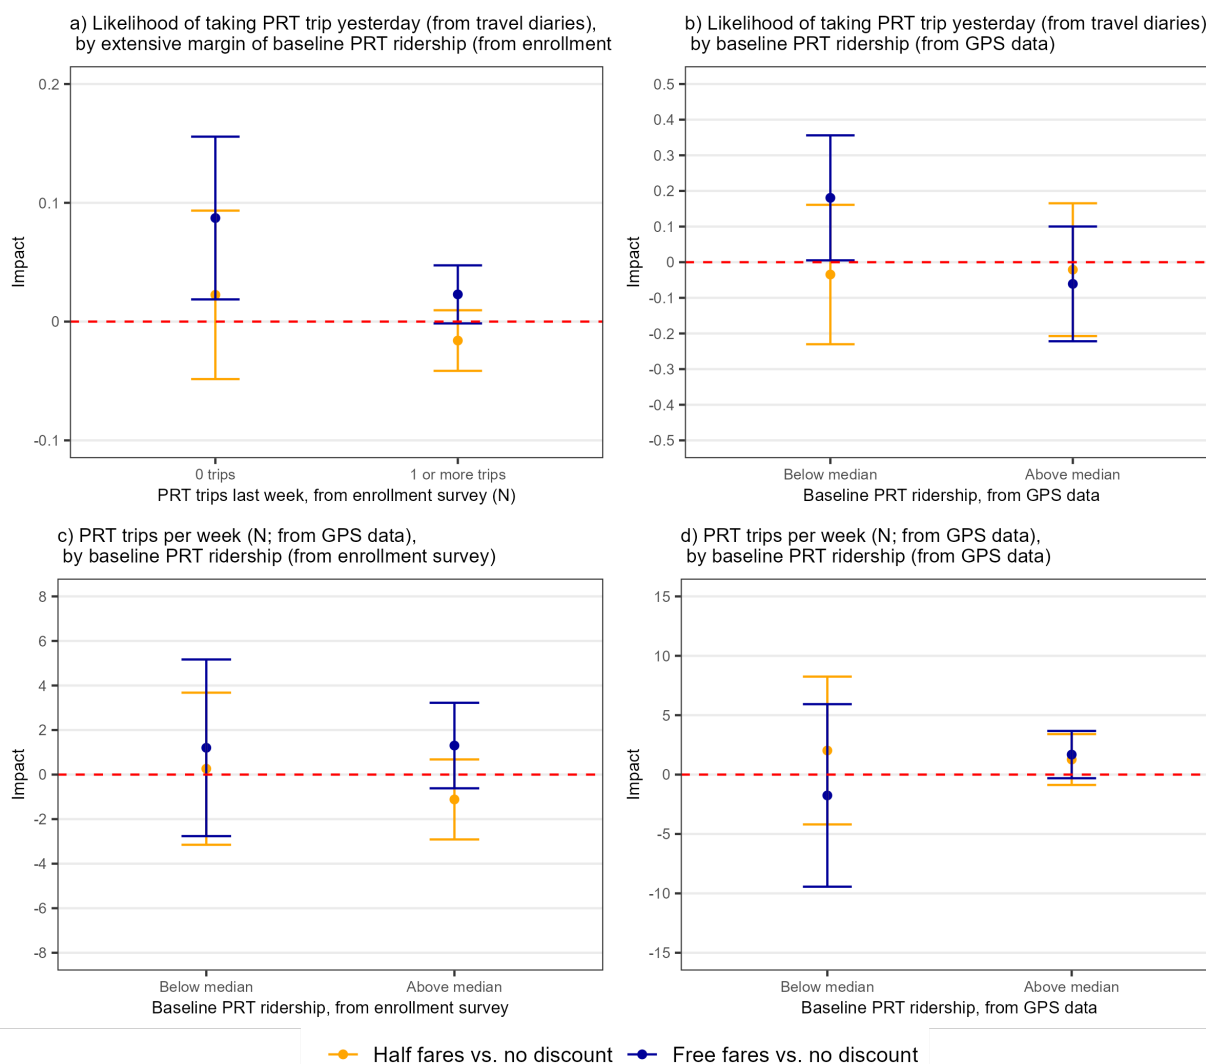 a) Likelihood of taking PRT trip yesterday (from travel diaries),
by extensive margin of baseline PRT ridership (from enrollment
0.2
0.1
0
-0.1
Impact
0 trips
1 or more trips
PRT trips last week, from enrollment survey (N)
b) Likelihood of taking PRT trip yesterday (from travel diaries)
by baseline PRT ridership (from GPS data)
0.5
0.4
0.3
0.2
0.1
0
-0.1
-0.2
-0.3
-0.4
-0.5
Impact
Below median
Above median
Baseline PRT ridership, from GPS data
c) PRT trips per week (N; from GPS data),
by baseline PRT ridership (from enrollment survey)
8
6
4
2
0
-2
-4
-6
-8
Impact
Below median
Above median
Baseline PRT ridership, from enrollment survey
d) PRT trips per week (N; from GPS data),
by baseline PRT ridership (from GPS data)
15
10
5
0
-5
-10
-15
Impact
Below median
Above median
Baseline PRT ridership, from GPS data
Half fares vs. no discount
Free fares vs. no discount